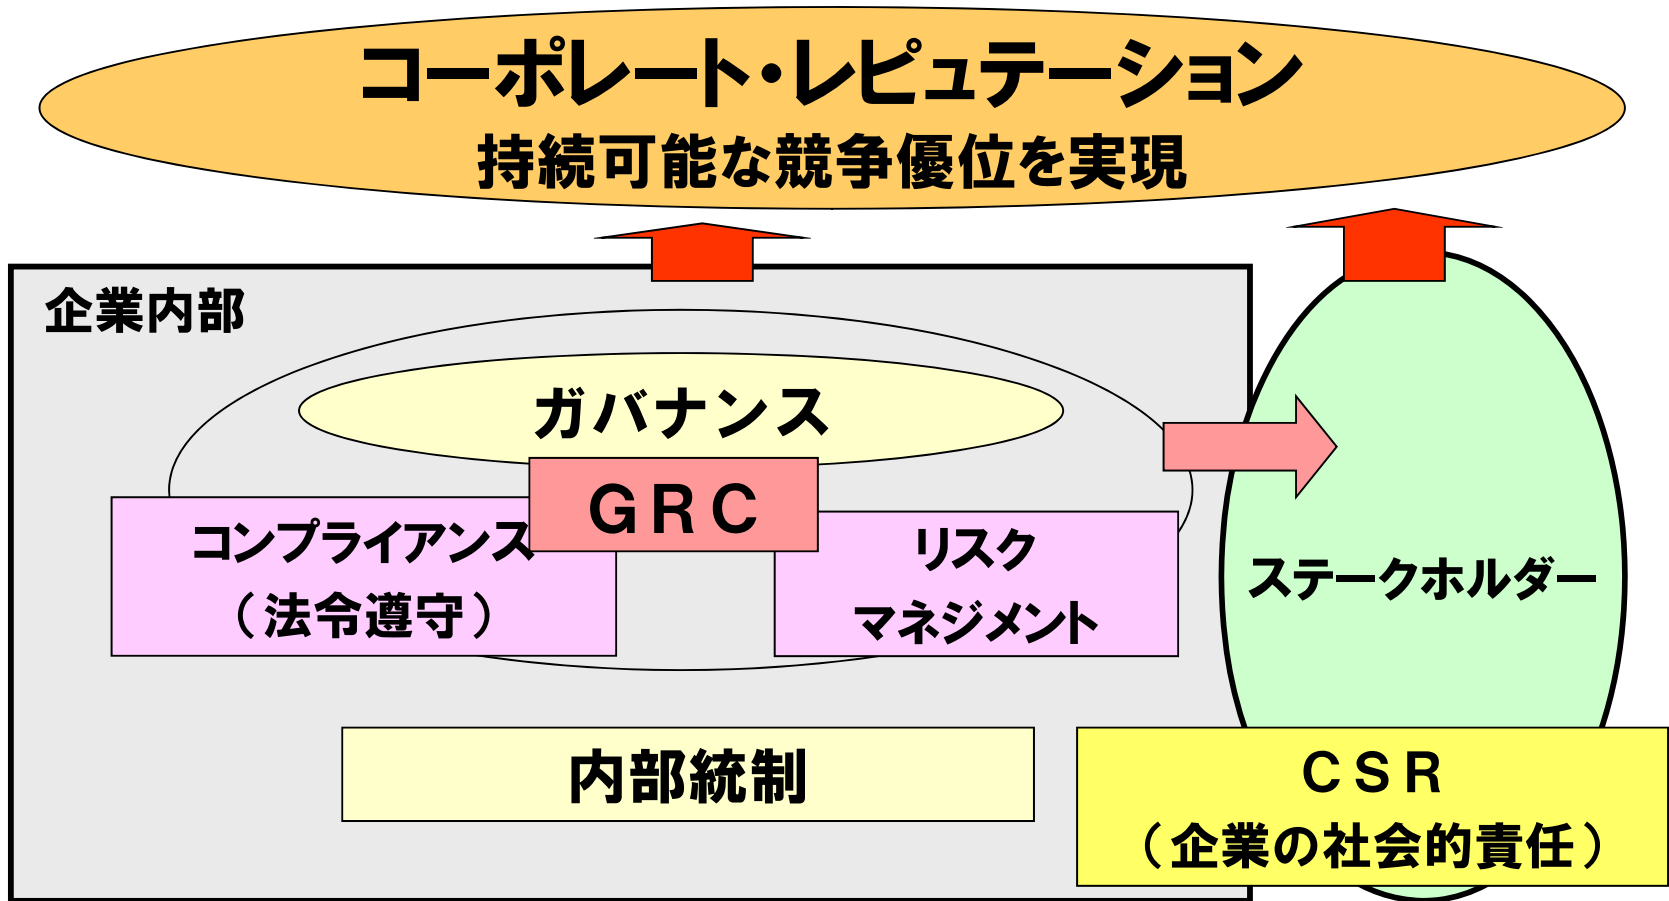 コーポレート・レピュテーション
持続可能な競争優位を実現
企業内部
ガバナンス
ＧＲＣ
コンプライアンス
（法令遵守）
リスク
マネジメント
ステークホルダー
内部統制
ＣＳＲ
（企業の社会的責任）